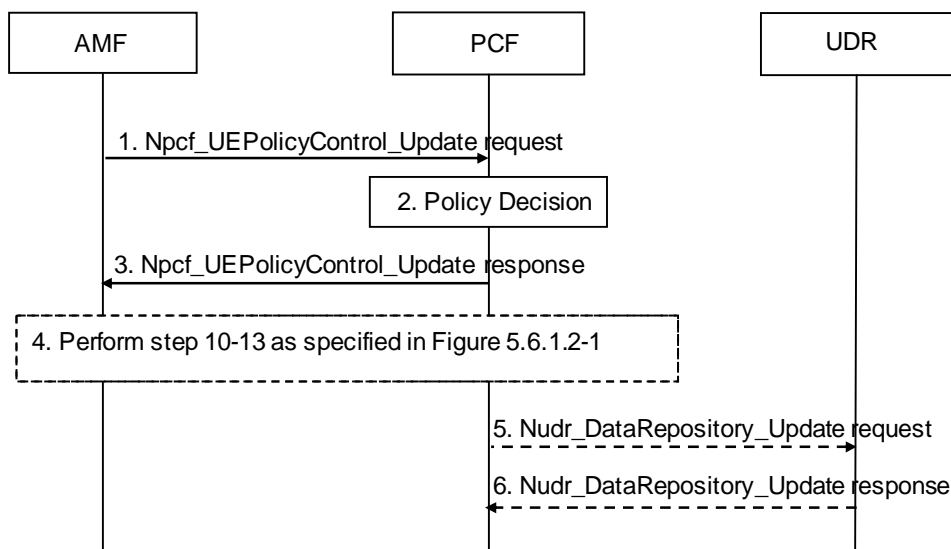 AMF
PCF
UDR
1. Npcf_UEPolicyControl_Update request
2. Policy Decision
3. Npcf_UEPolicyControl_Update response
4. Perform step 10-13 as specified in Figure 5.6.1.2-1
5. Nudr_DataRepository_Update request
6. Nudr_DataRepository_Update response